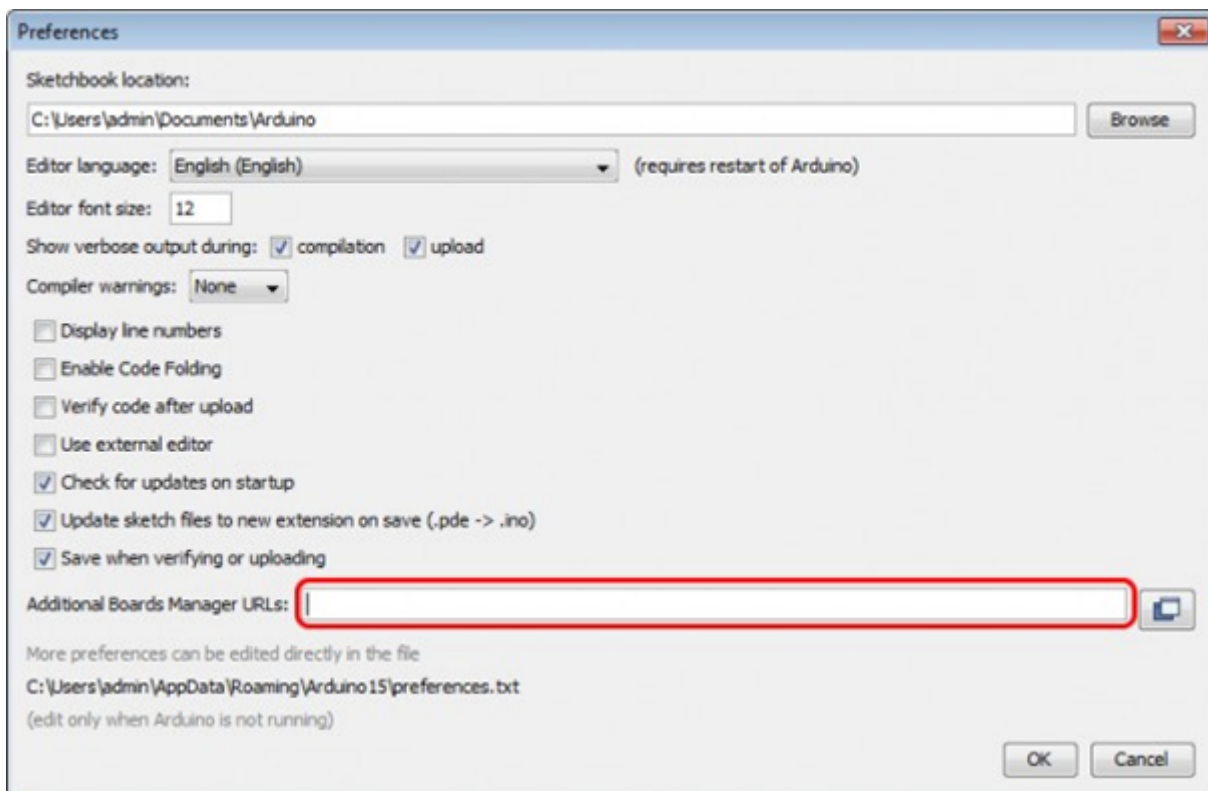 Preferences
Sketchbook location:
C:\Users\admin\Documents\Arduino Browse
Editor language: English (English) (requires restart of Arduino)
Editor font size: 12
Show verbose output during: compilation upload
Compiler warnings: None
Display line numbers
Enable Code Folding
Verify code after upload
Use external editor
Check for updates on startup
Update sketch files to new extension on save (.pde -> .ino)
Save when verifying or uploading
Additional Boards Manager URLs:
More preferences can be edited directly in the file
C:\Users\admin\AppData\Roaming\Arduino15\preferences.txt
(edit only when Arduino is not running)
OK Cancel